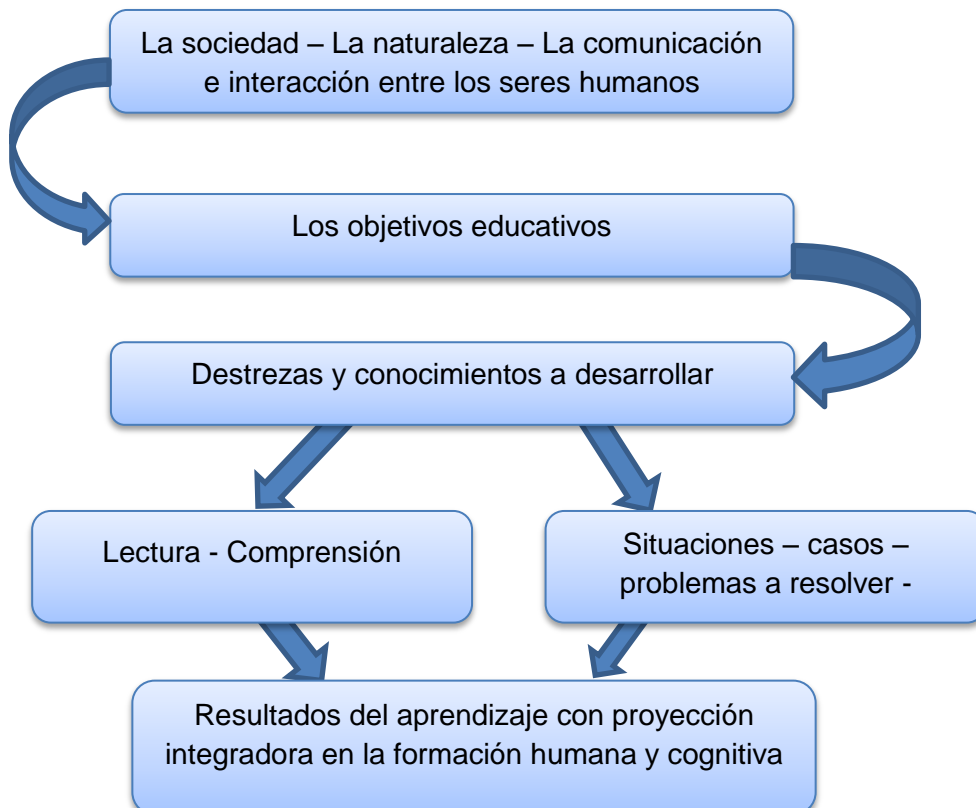 La sociedad – La naturaleza – La comunicación
e interacción entre los seres humanos
Los objetivos educativos
Destrezas y conocimientos a desarrollar
Lectura - Comprensión
Situaciones – casos –
problemas a resolver -
Resultados del aprendizaje con proyección
integradora en la formación humana y cognitiva